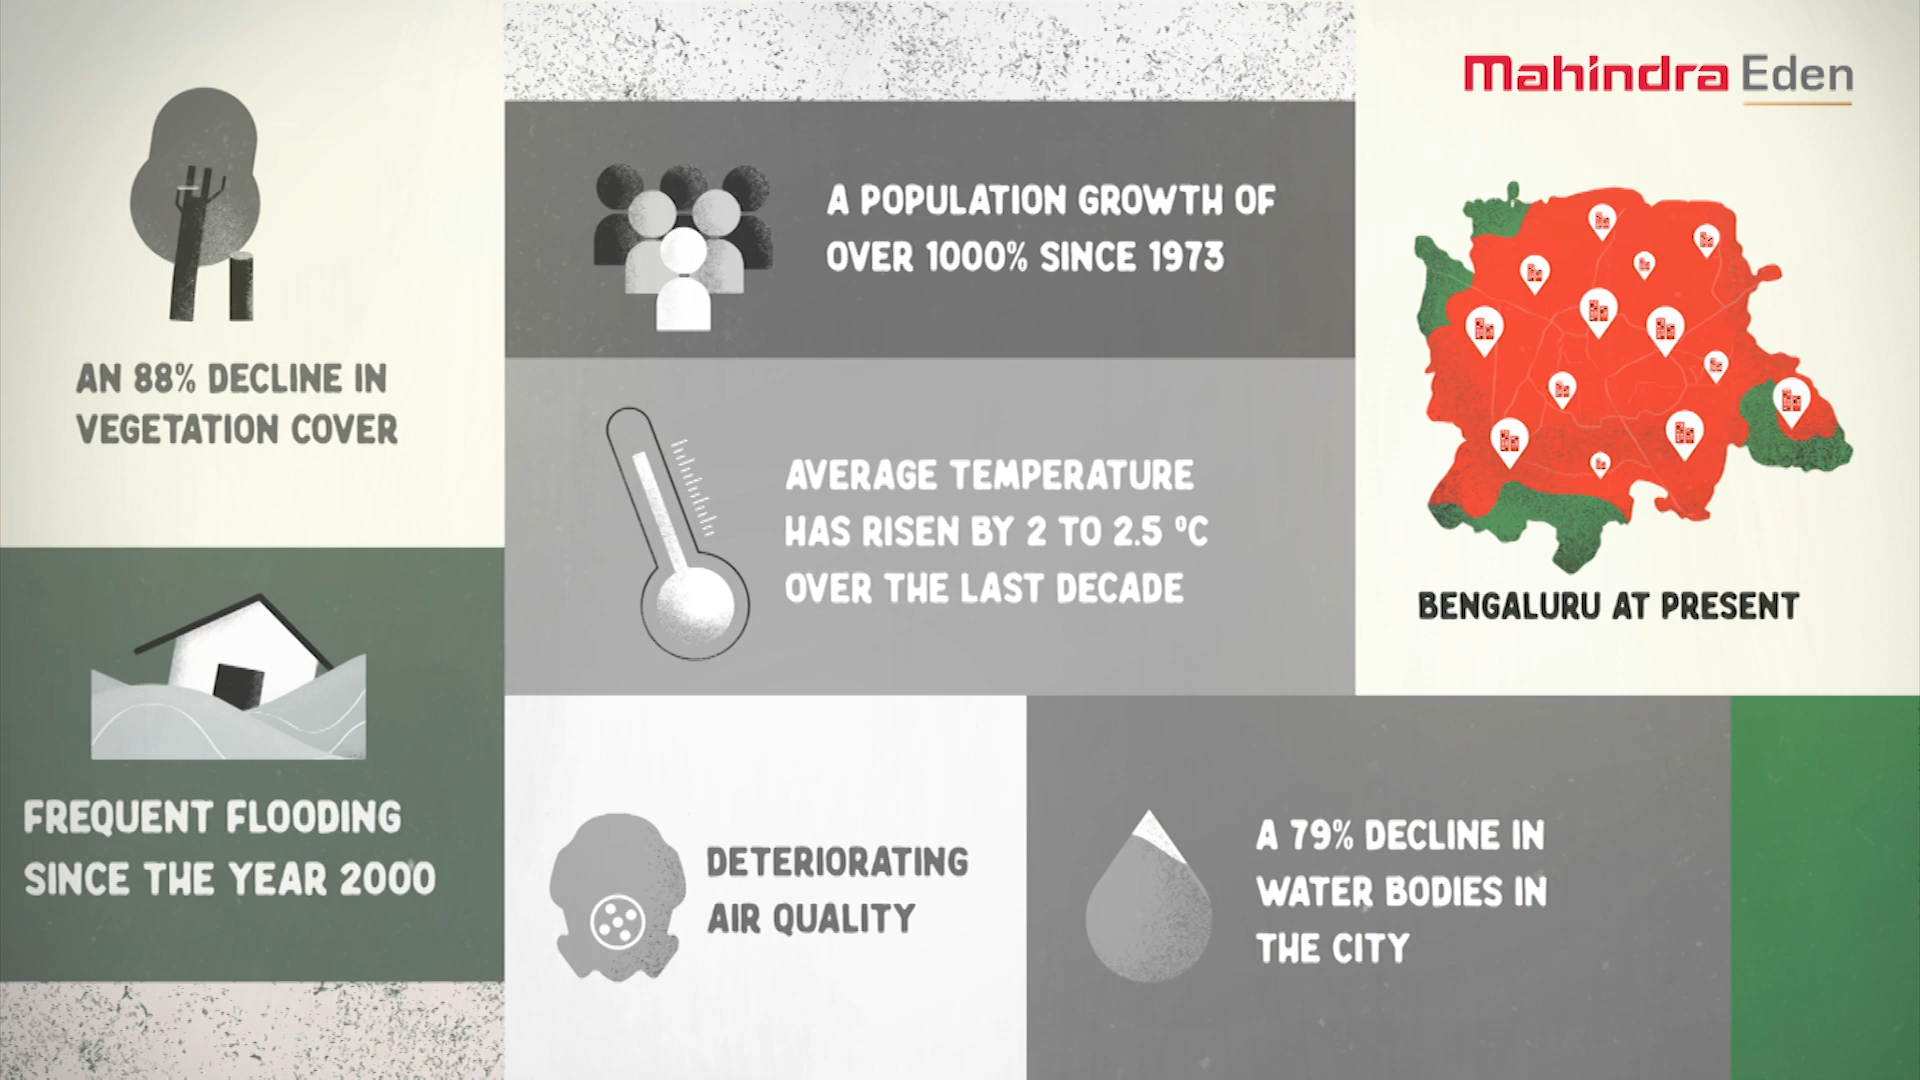 Mahindra Eden
AN 88% DECLINE IN
VEGETATION COVER
A POPULATION GROWTH OF
OVER 1000% SINCE 1973
AVERAGE TEMPERATURE
HAS RISEN BY 2 TO 2.5 ºC
OVER THE LAST DECADE
BENGALURU AT PRESENT
FREQUENT FLOODING
SINCE THE YEAR 2000
DETERIORATING
AIR QUALITY
A 79% DECLINE IN
WATER BODIES IN
THE CITY